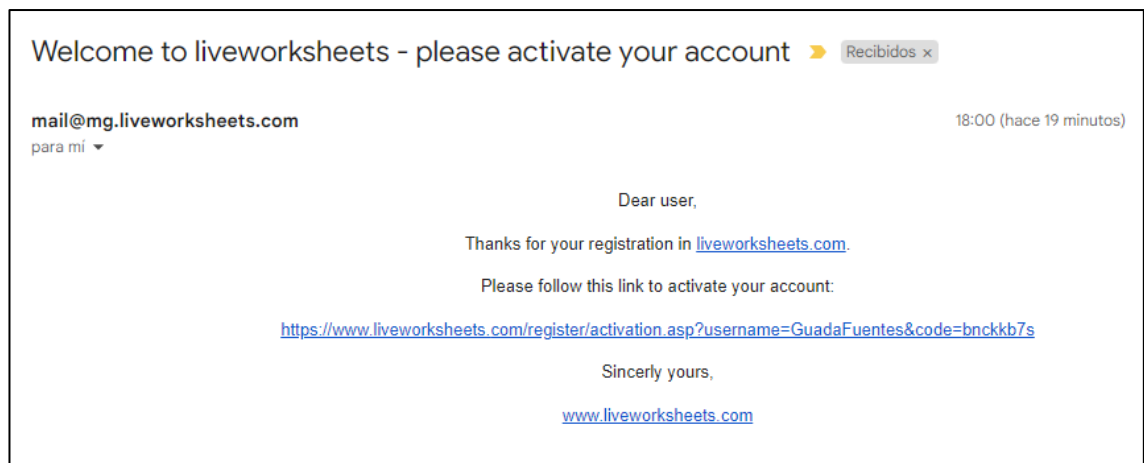 Welcome to liveworksheets - please activate your account Recibidos ×
mail@mg.liveworksheets.com 18:00 (hace 19 minutos)
para mí
Dear user,
Thanks for your registration in liveworksheets.com.
Please follow this link to activate your account:
https://www.liveworksheets.com/register/activation.asp?username=GuadaFuentes&code=bnckkb7s
Sincerly yours,
www.liveworksheets.com